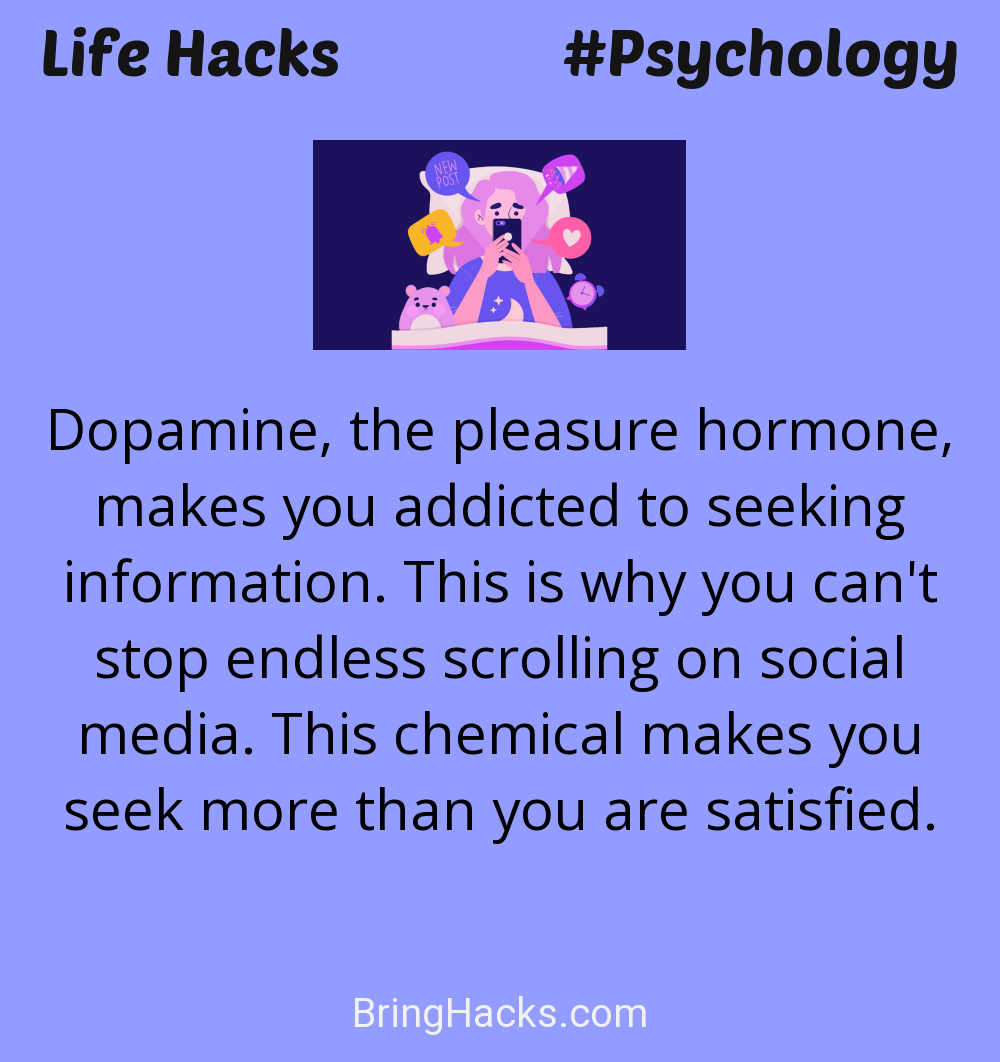 Life Hacks
#Psychology
NEW
POST
Dopamine, the pleasure hormone,
makes you addicted to seeking
information. This is why you can't
stop endless scrolling on social
media. This chemical makes you
seek more than you are satisfied.
BringHacks.com